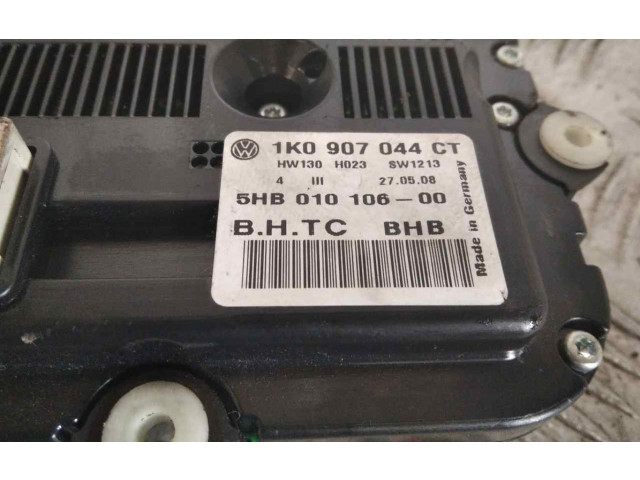 1K0 907 044 CT
HW130 H023 SW1213
4 III 27.05.08
5HB 010 106-00
B.H.TC BHB
Made in Germany